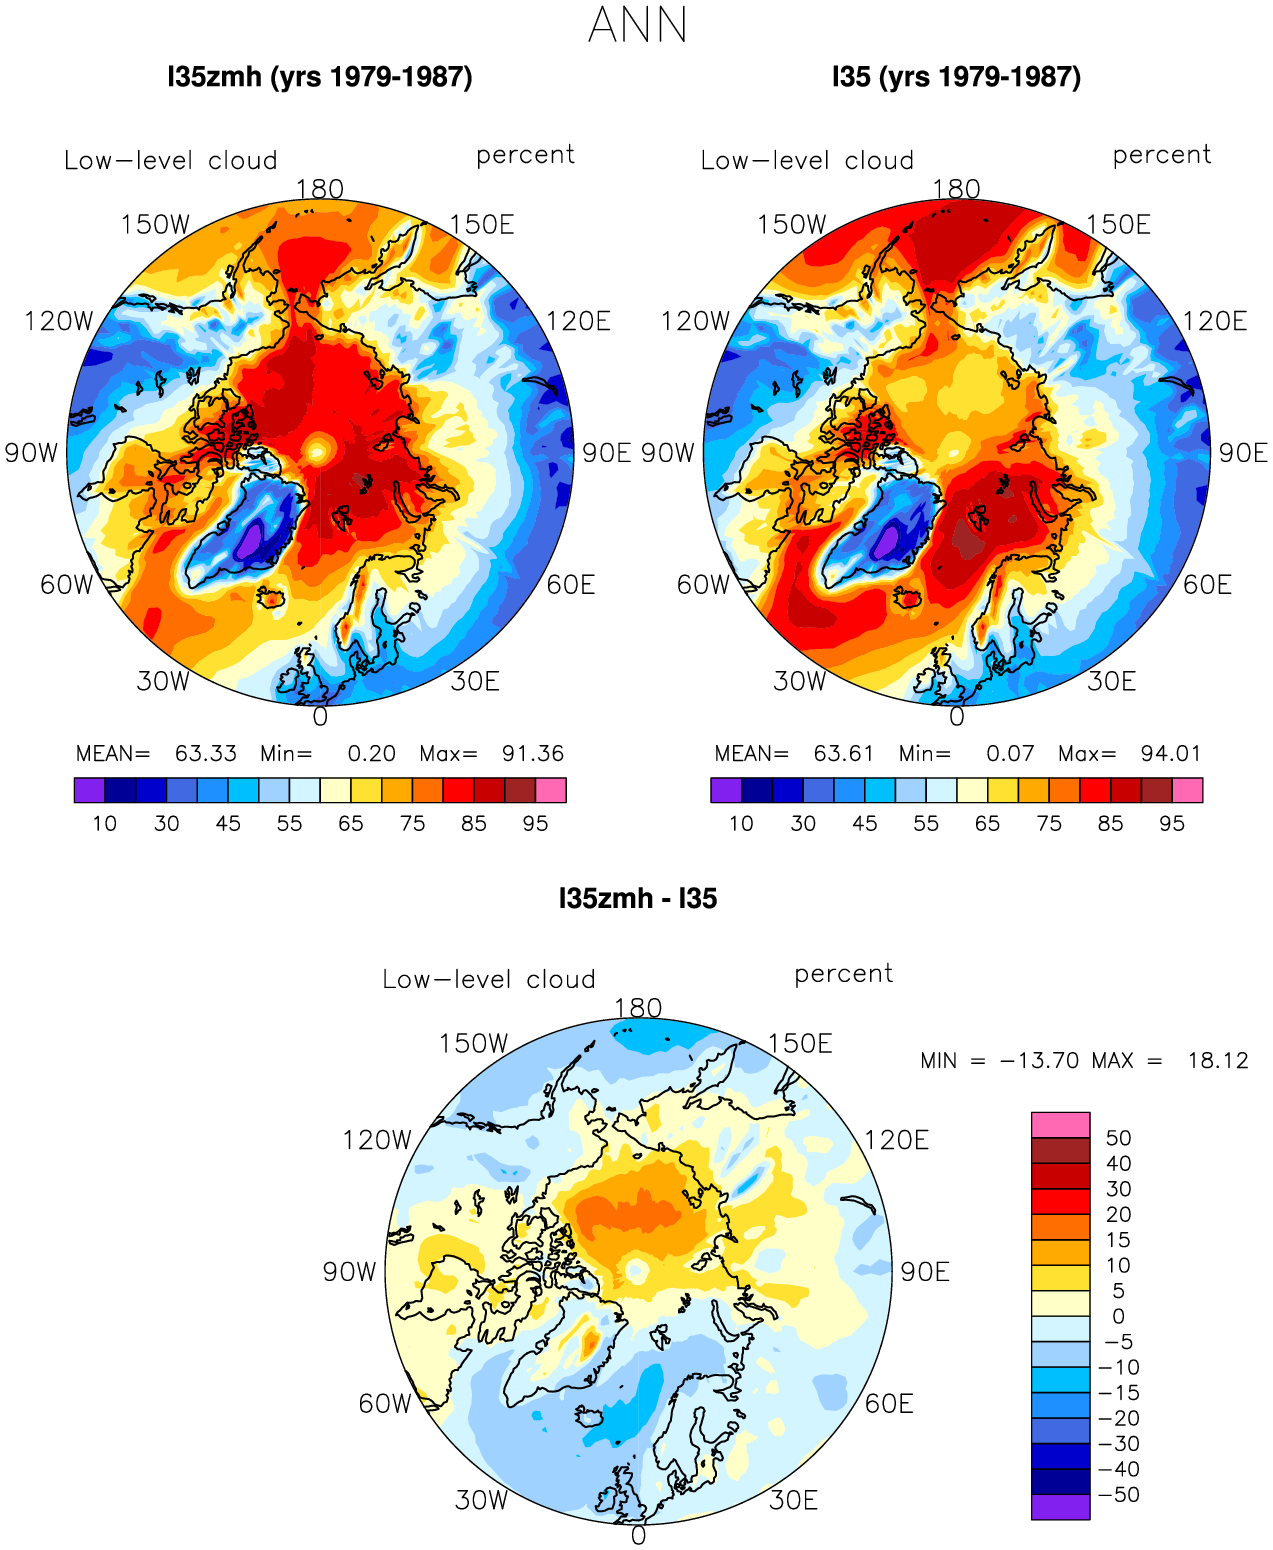 ANN
I35zmh (yrs 1979-1987)
I35 (yrs 1979-1987)
Low-level cloud percent
Low-level cloud percent
180
150W 150E
120W 120E
90W 90E
60W 60E
30W 30E
0
180
150W 150E
120W 120E
90W 90E
60W 60E
30W 30E
0
MEAN= 63.33 Min= 0.20 Max= 91.36
MEAN= 63.61 Min= 0.07 Max= 94.01
10 30 45 55 65 75 85 95
10 30 45 55 65 75 85 95
I35zmh - I35
Low-level cloud percent
180
150W 150E
120W 120E
90W 90E
60W 60E
30W 30E
0
MIN = -13.70 MAX = 18.12
50
40
30
20
15
10
5
0
-5
-10
-15
-20
-30
-40
-50